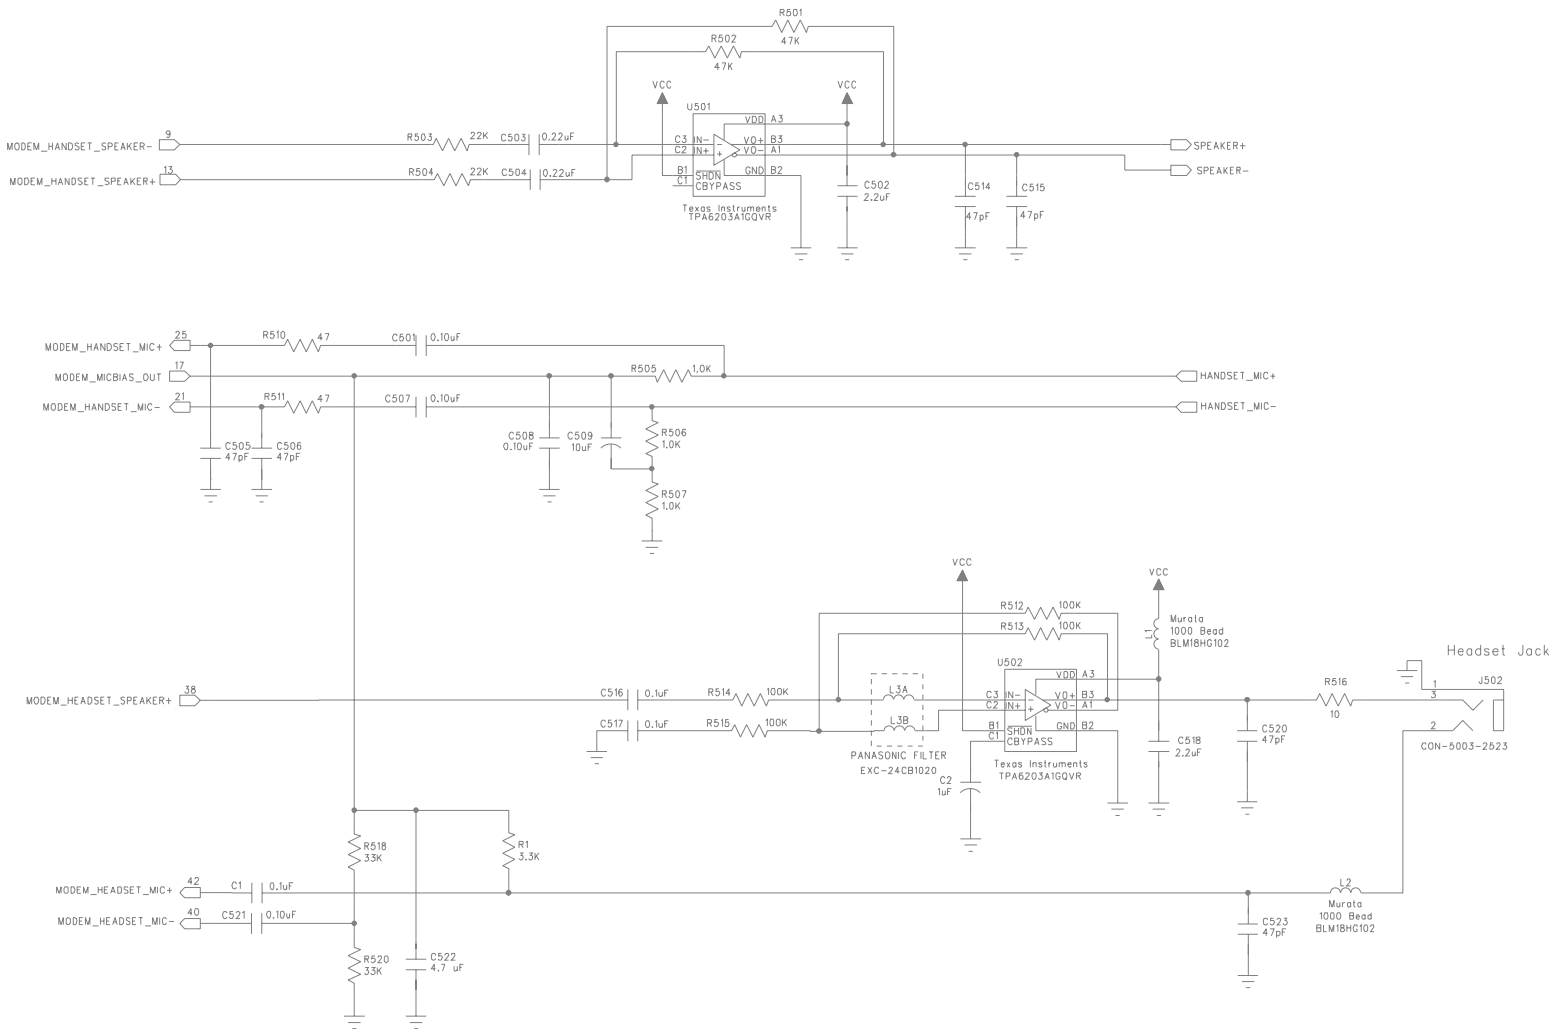 R501
47K
R502
47K
VCC
VCC
U501
VDD A3
9
MODEM_HANDSET_SPEAKER-
R503 22K
C503 0.22uF
C3 IN-
VO+ B3
SPEAKER+
C2 IN+
VO- A1
13
MODEM_HANDSET_SPEAKER+
R504 22K
C504 0.22uF
B1 SHDN
GND B2
SPEAKER-
C1 CBYPASS
C502
2.2uF
C514
47pF
C515
47pF
Texas Instruments
TPA6203A1GQVR
25
MODEM_HANDSET_MIC+
R510 47
C501 0.10uF
17
MODEM_MICBIAS_OUT
R505 1.0K
HANDSET_MIC+
21
MODEM_HANDSET_MIC-
R511 47
C507 0.10uF
HANDSET_MIC-
C505
47pF
C506
47pF
C508
0.10uF
C509
10uF
R506
1.0K
R507
1.0K
VCC
VCC
R512 100K
R513 100K
L1
Murata
1000 Bead
BLM18HG102
Headset Jack
U502
VDD A3
38
MODEM_HEADSET_SPEAKER+
C516 0.1uF
R514 100K
L3A
C3 IN-
VO+ B3
C2 IN+
VO- A1
R516
10
1
J502
3
C517 0.1uF
R515 100K
L3B
B1 SHDN
GND B2
C1 CBYPASS
2
CON-5003-2523
PANASONIC FILTER
EXC-24CB1020
Texas Instruments
TPA6203A1GQVR
C518
2.2uF
C520
47pF
C2
1uF
R518
33K
R1
3.3K
42
MODEM_HEADSET_MIC+
C1 0.1uF
L2
Murata
1000 Bead
BLM18HG102
40
MODEM_HEADSET_MIC-
C521 0.10uF
C523
47pF
R520
33K
C522
4.7 uF